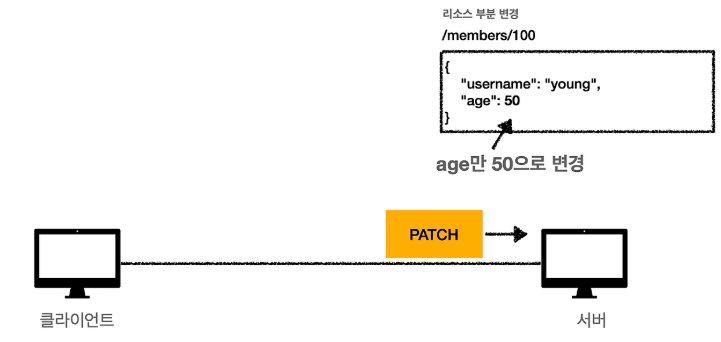 리소스 부분 변경
/members/100
{
"username": "young",
"age": 50
}
age만 50으로 변경
PATCH
클라이언트
서버